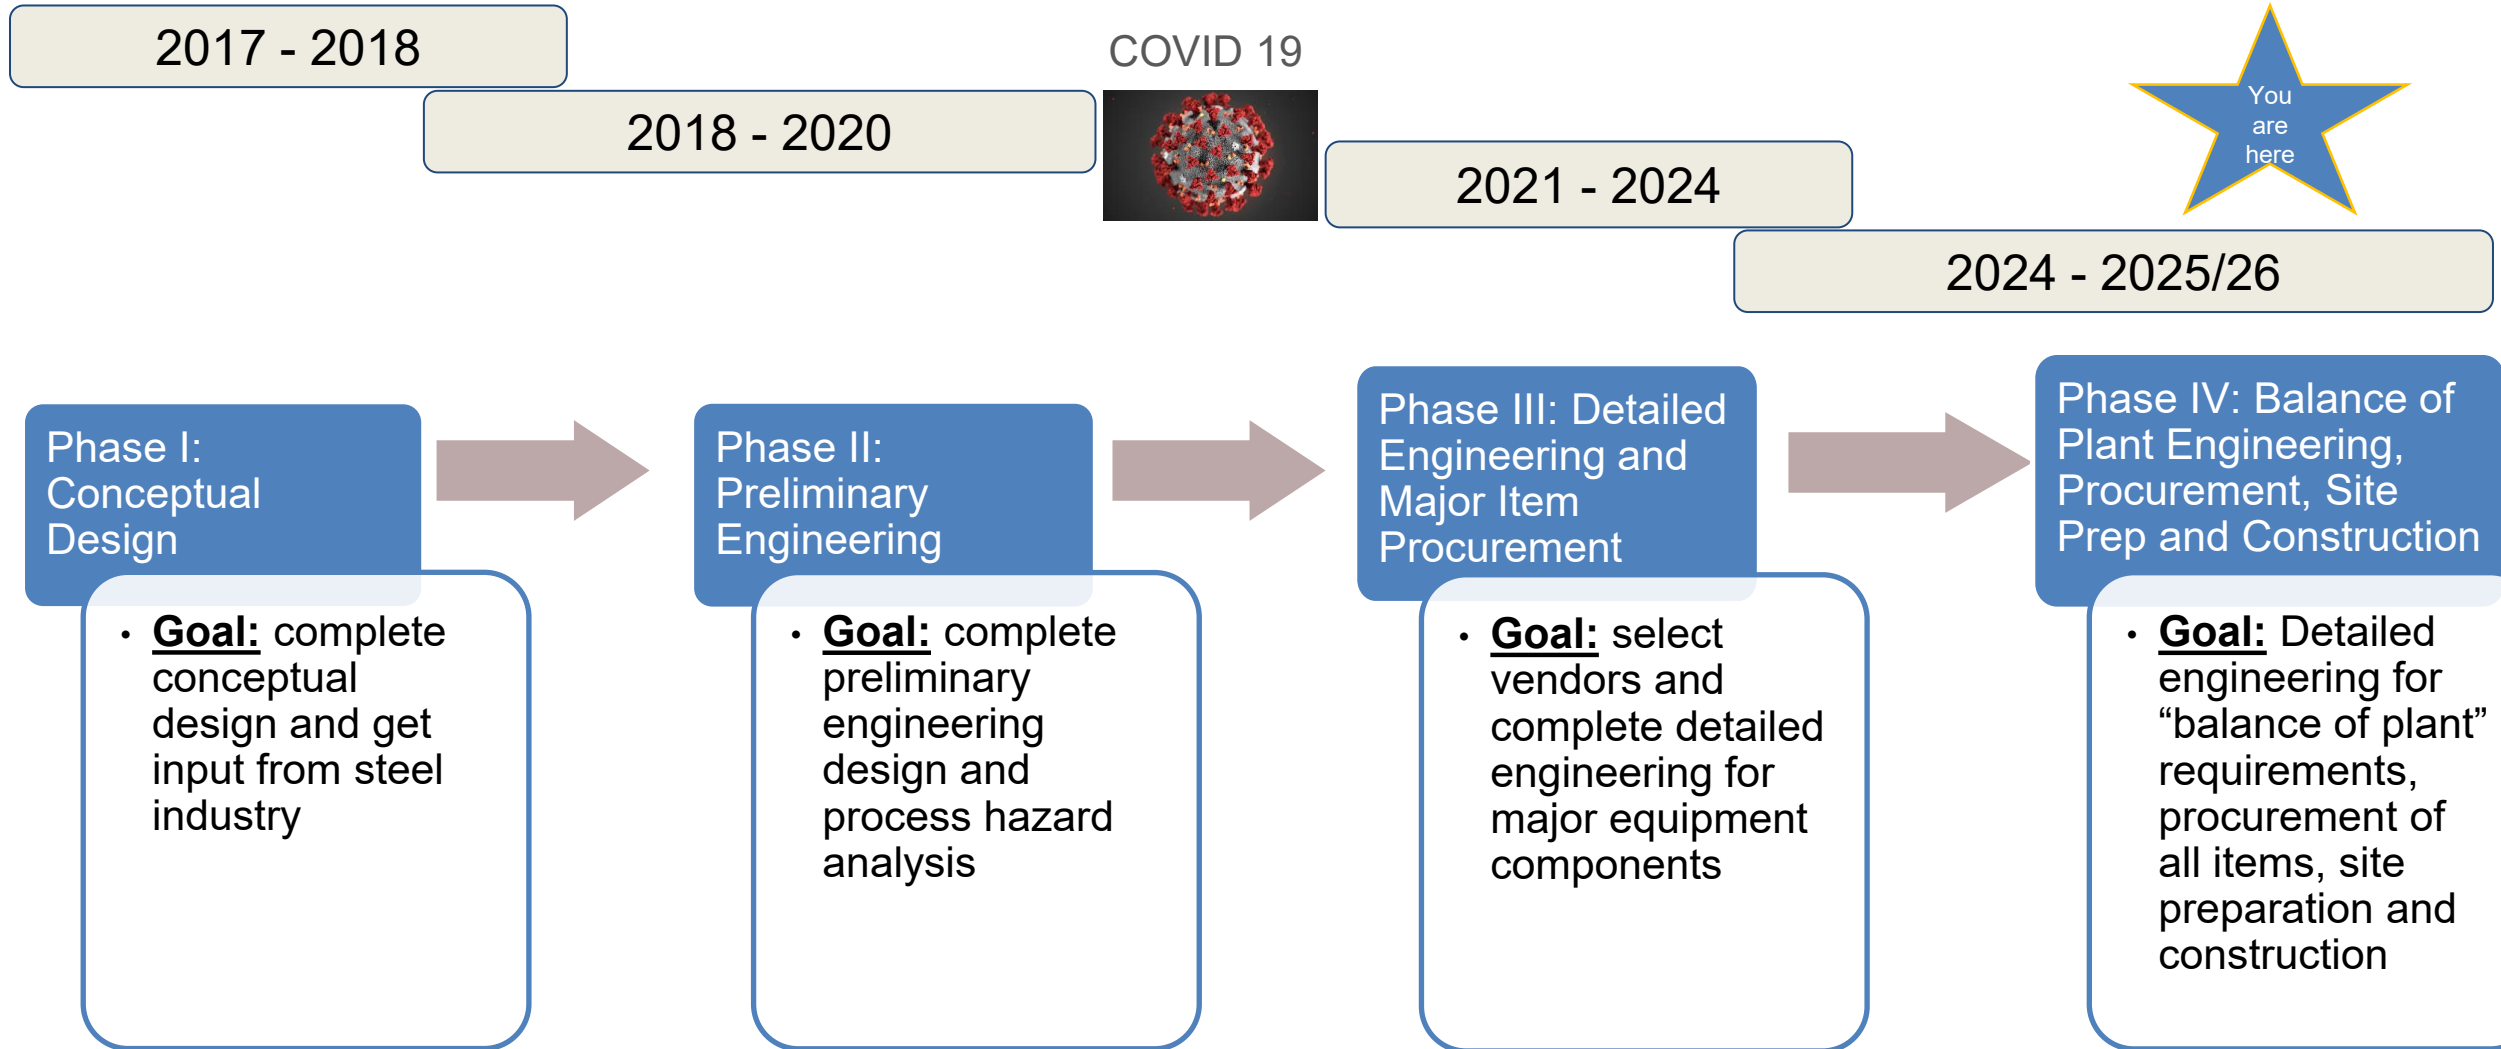 2017 - 2018
COVID 19
2018 - 2020
You
are
here
2021 - 2024
2024 - 2025/26
Phase I:
Conceptual
Design
• Goal: complete
conceptual
design and get
input from steel
industry
Phase II:
Preliminary
Engineering
• Goal: complete
preliminary
engineering
design and
process hazard
analysis
Phase III: Detailed
Engineering and
Major Item
Procurement
• Goal: select
vendors and
complete detailed
engineering for
major equipment
components
Phase IV: Balance of
Plant Engineering,
Procurement, Site
Prep and Construction
• Goal: Detailed
engineering for
“balance of plant”
requirements,
procurement of
all items, site
preparation and
construction